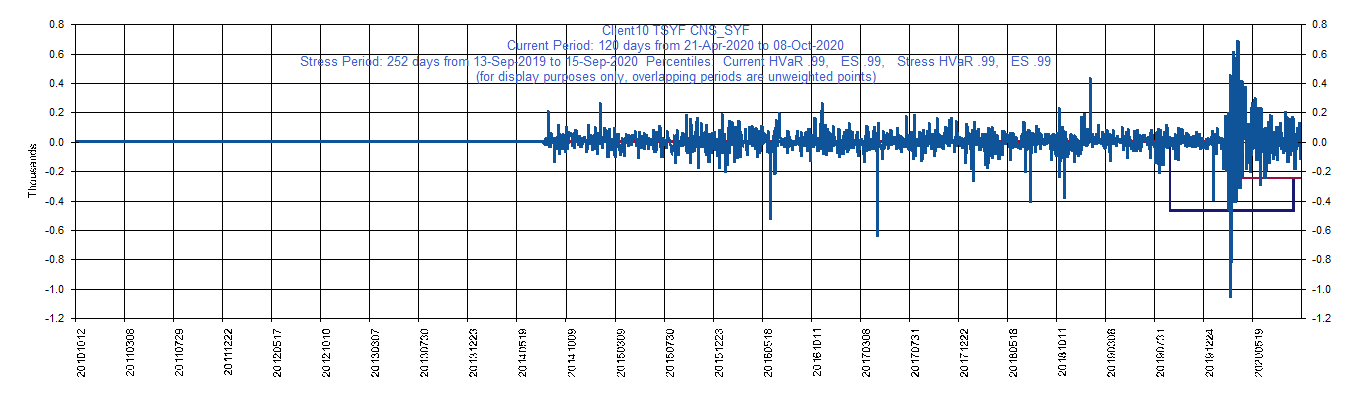 Client10 TSYF CNS_SYF
Current Period: 120 days from 21-Apr-2020 to 08-Oct-2020
Stress Period: 252 days from 13-Sep-2019 to 15-Sep-2020 Percentiles: Current HVaR .99, ES .99, Stress HVaR .99, ES .99
(for display purposes only, overlapping periods are unweighted points)
0.8 0.8
0.6 0.6
0.4 0.4
0.2 0.2
0.0 0.0
-0.2 -0.2
-0.4 -0.4
-0.6 -0.6
-0.8 -0.8
-1.0 -1.0
-1.2 -1.2
Thousands
20101012 20110308 20110729 20111222 20120517 20121010 20130307 20130730 20131223 20140519 20141009 20150309 20150730 20151223 20160518 20161011 20170308 20170731 20171222 20180518 20181011 20190308 20190731 20191224 20200519